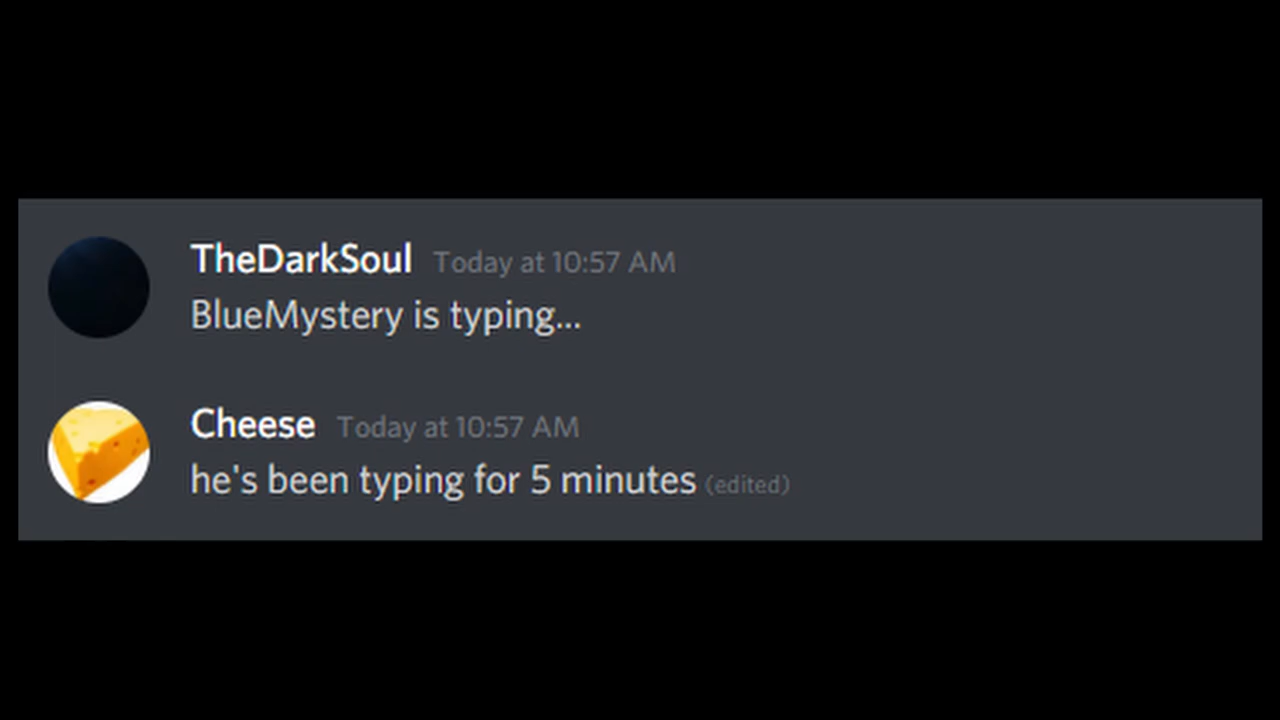 TheDarkSoul Today at 10:57 AM
BlueMystery is typing...
Cheese Today at 10:57 AM
he's been typing for 5 minutes (edited)